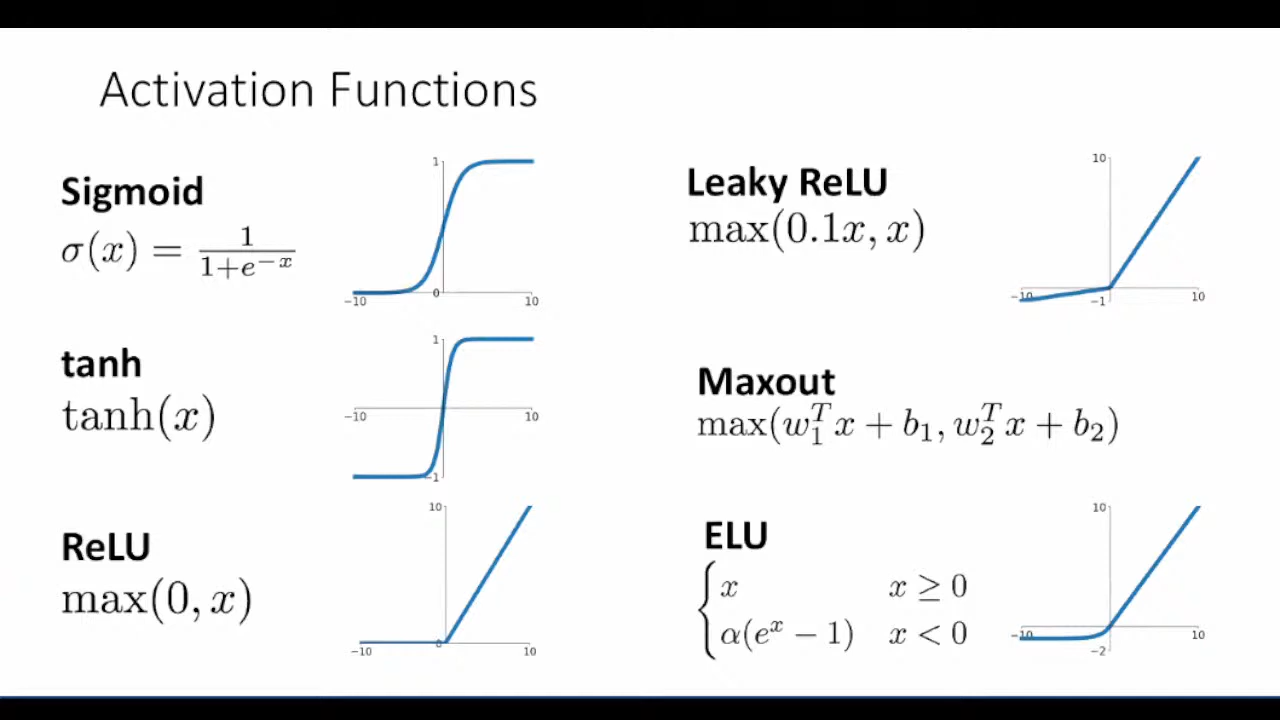 Activation Functions
Sigmoid
σ(x) = 1/(1+e^{−x})
1
0
−10
10
tanh
tanh(x)
1
−10
10
−1
ReLU
max(0, x)
10
0
−10
10
Leaky ReLU
max(0.1x, x)
10
−10
−1
10
Maxout
max(w_1^T x + b_1, w_2^T x + b_2)
ELU
{ x x ≥ 0
α(e^x − 1) x < 0
10
−10
−2
10